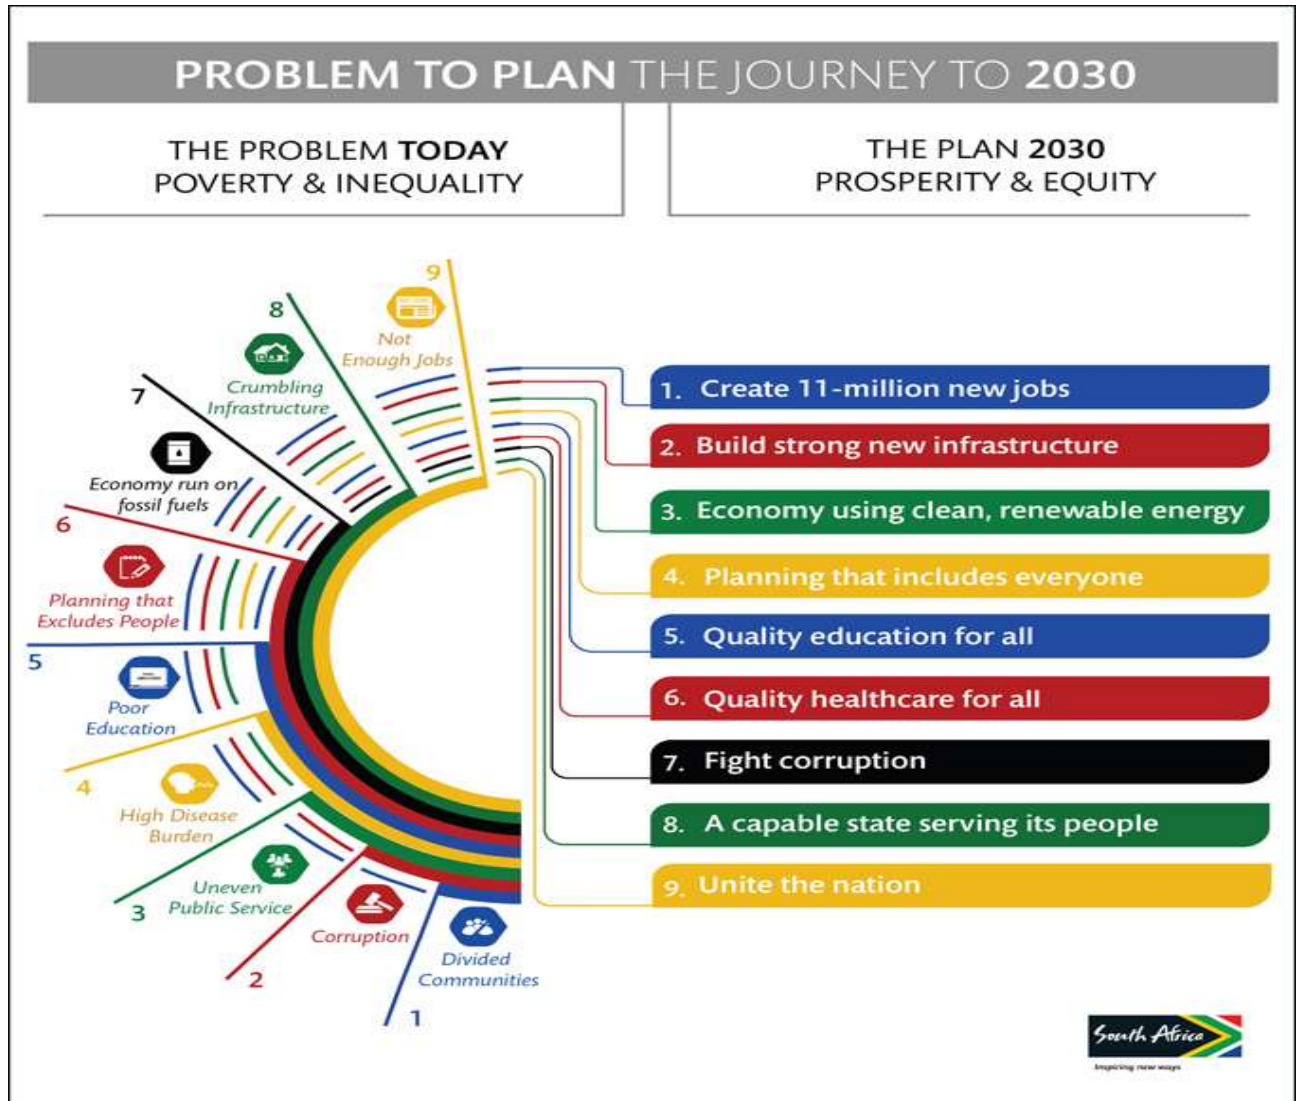 PROBLEM TO PLAN THE JOURNEY TO 2030
THE PROBLEM TODAY
POVERTY & INEQUALITY
THE PLAN 2030
PROSPERITY & EQUITY
9
Not
Enough Jobs
8
Crumbling
Infrastructure
7
Economy run on
fossil fuels
6
Planning that
Excludes People
5
Poor
Education
4
High Disease
Burden
3
Uneven
Public Service
2
Corruption
1
Divided
Communities
1. Create 11-million new jobs
2. Build strong new infrastructure
3. Economy using clean, renewable energy
4. Planning that includes everyone
5. Quality education for all
6. Quality healthcare for all
7. Fight corruption
8. A capable state serving its people
9. Unite the nation
South Africa
Inspiring new ways